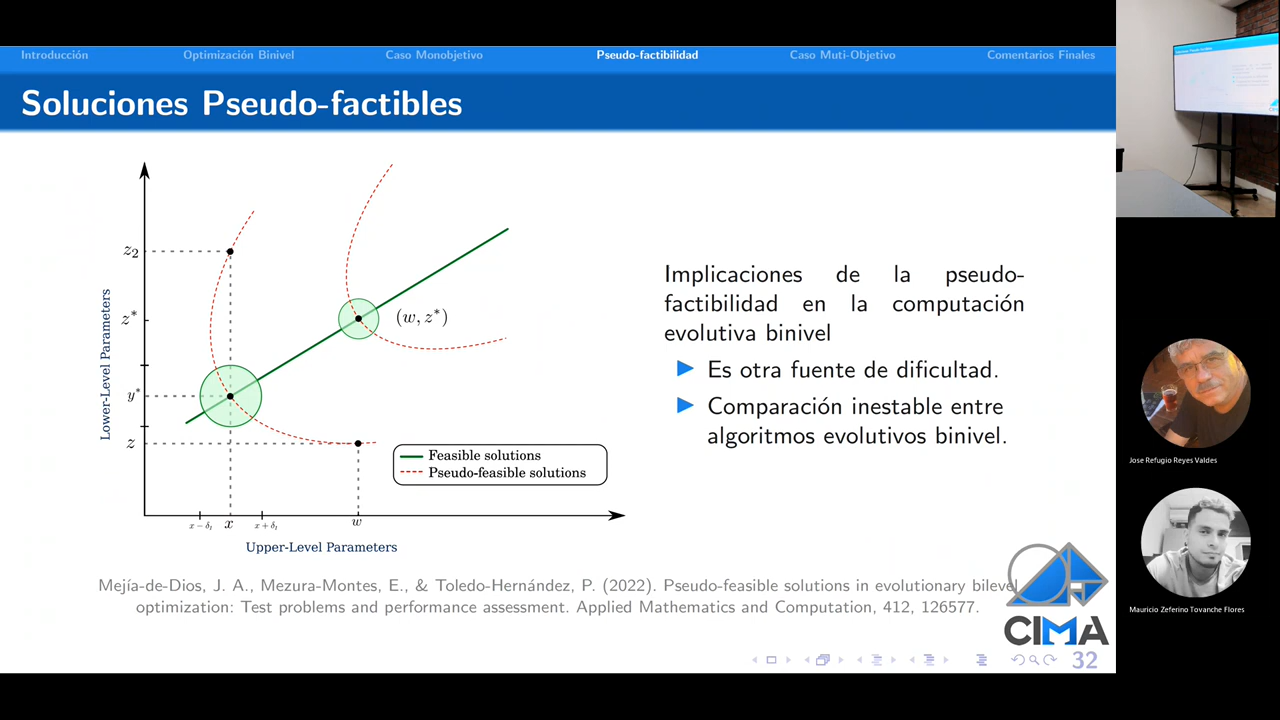 Introducción Optimización Binivel Caso Monobjetivo Pseudo-factibilidad Caso Muti-Objetivo Comentarios Finales
Soluciones Pseudo-factibles
z₂
z*
y*
z
Lower-Level Parameters
(w, z*)
Feasible solutions
Pseudo-feasible solutions
x − δₗ x x + δₗ w
Upper-Level Parameters
Implicaciones de la pseudo-
factibilidad en la computación
evolutiva binivel
Es otra fuente de dificultad.
Comparación inestable entre
algoritmos evolutivos binivel.
Mejía-de-Dios, J. A., Mezura-Montes, E., & Toledo-Hernández, P. (2022). Pseudo-feasible solutions in evolutionary bilevel
optimization: Test problems and performance assessment. Applied Mathematics and Computation, 412, 126577.
CIMA
32
Jose Refugio Reyes Valdes
Mauricio Zeferino Tovanche Flores